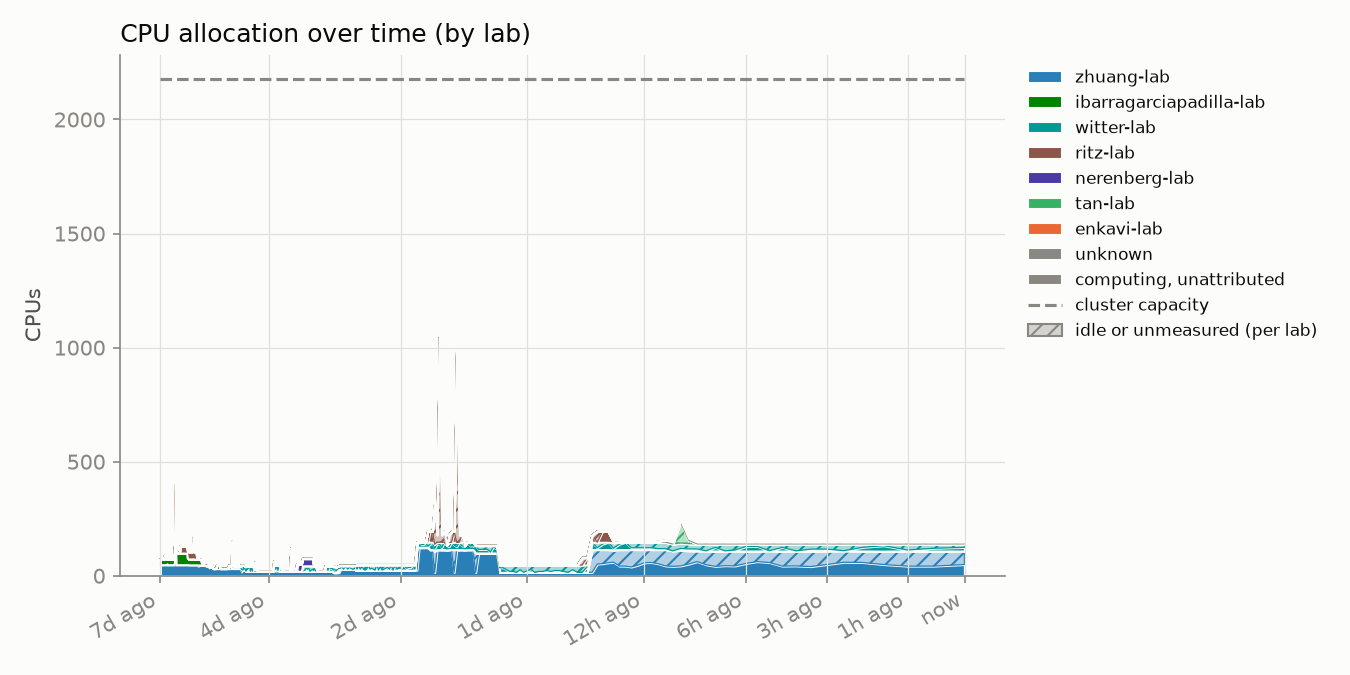 CPU allocation over time (by lab)
CPUs
2000
1500
1000
500
0
7d ago
4d ago
2d ago
1d ago
12h ago
6h ago
3h ago
1h ago
now
zhuang-lab
ibarragarciapadilla-lab
witter-lab
ritz-lab
nerenberg-lab
tan-lab
enkavi-lab
unknown
computing, unattributed
cluster capacity
idle or unmeasured (per lab)